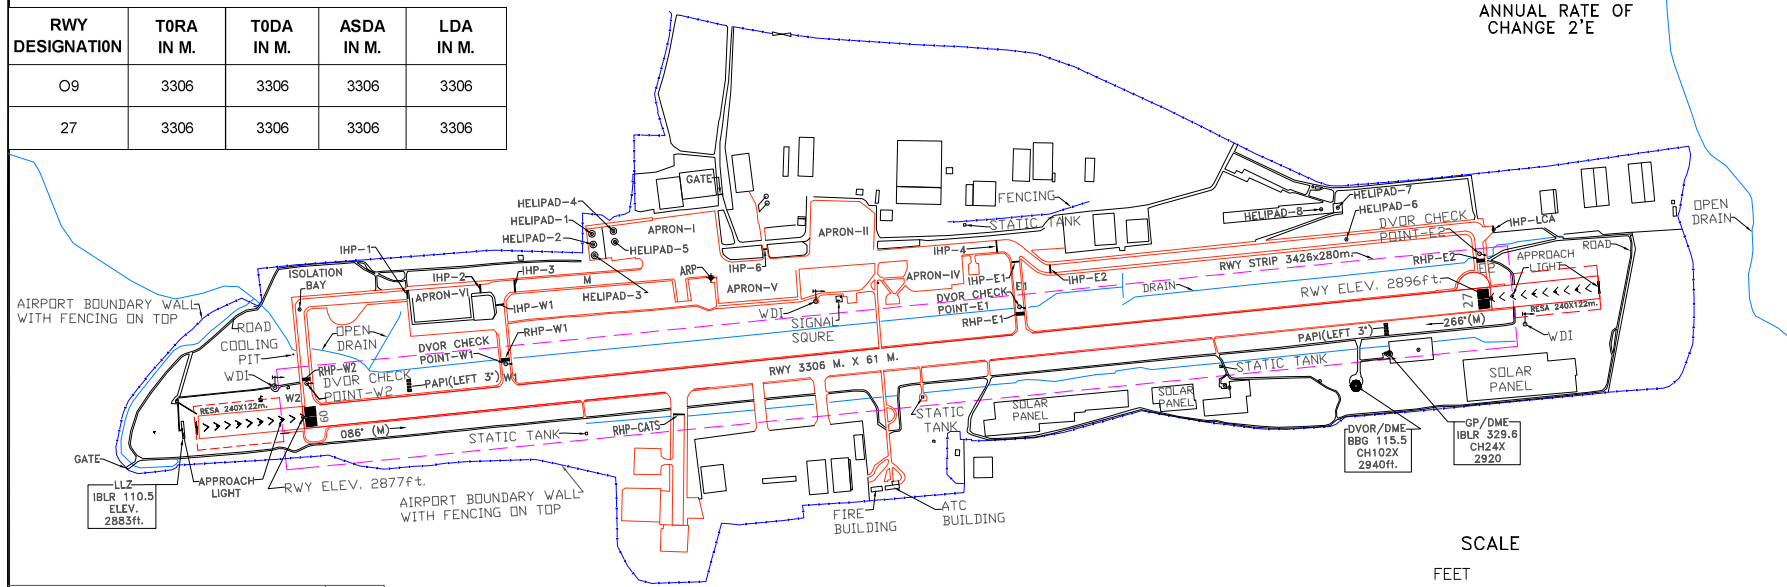 RWY DESIGNATION
T0RA IN M.
T0DA IN M.
ASDA IN M.
LDA IN M.
O9 3306 3306 3306 3306
27 3306 3306 3306 3306
ANNUAL RATE OF
CHANGE 2'E
GATE
HELIPAD-4
HELIPAD-1
HELIPAD-2
HELIPAD-5
HELIPAD-3
APRON-I
APRON-II
FENCING
STATIC TANK
HELIPAD-7
HELIPAD-6
HELIPAD-8
DVOR CHECK
POINT-E2
IHP-LCA
OPEN
DRAIN
ROAD
IHP-1
IHP-2
IHP-3
M
ISOLATION
BAY
ARP
IHP-6
IHP-4
APRON-V
APRON-IV
IHP-E1
E1
IHP-E2
RWY STRIP 3426x280m.
RHP-E2
E2
APPROACH
LIGHT
DRAIN
RWY ELEV. 2896ft.
27
RESA 240X122m.
AIRPORT BOUNDARY WALL
WITH FENCING ON TOP
APRON-VI
IHP-W1
ROAD
COOLING
PIT
OPEN
DRAIN
RHP-W1
DVOR CHECK
POINT-W1
WDI
SIGNAL
SQURE
DVOR CHECK
POINT-E1
RHP-E1
266°(M)
PAPI(LEFT 3°)
WDI
WDI
RHP-W2
DVOR CHECK
POINT-W2
PAPI(LEFT 3°)
RWY 3306 M. X 61 M.
STATIC TANK
SOLAR
PANEL
W2
RESA 240X122m.
09
086° (M)
STATIC TANK
RHP-CATS
STATIC
TANK
SOLAR
PANEL
SOLAR
PANEL
DVOR/DME
BBG 115.5
CH102X
2940ft.
GP/DME
IBLR 329.6
CH24X
2920
GATE
LLZ
IBLR 110.5
ELEV.
2883ft.
APPROACH
LIGHT
RWY ELEV. 2877ft.
AIRPORT BOUNDARY WALL
WITH FENCING ON TOP
FIRE
BUILDING
ATC
BUILDING
SCALE
FEET